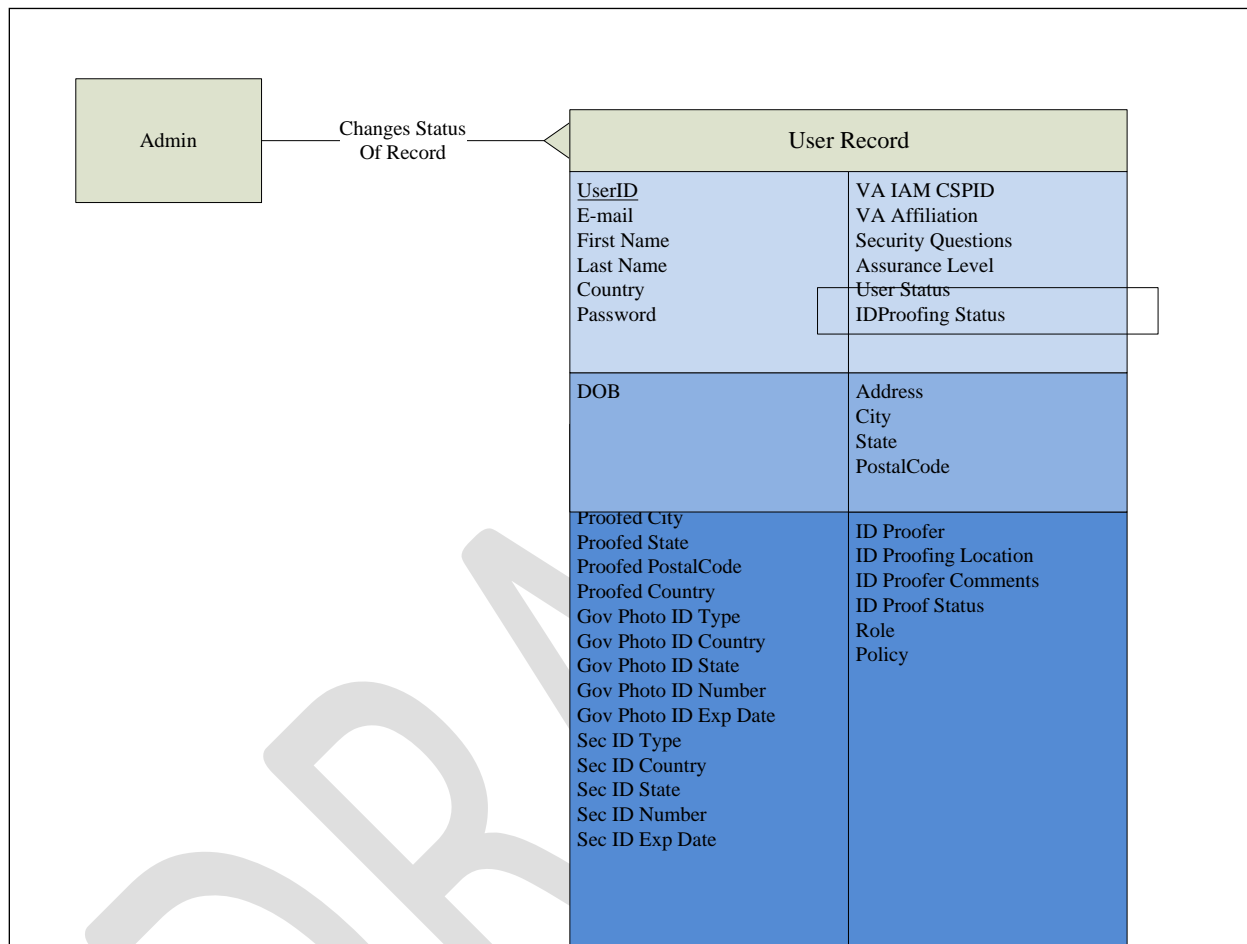 Admin
Changes Status
Of Record
User Record
UserID
E-mail
First Name
Last Name
Country
Password
VA IAM CSPID
VA Affiliation
Security Questions
Assurance Level
User Status
IDProofing Status
DOB
Address
City
State
PostalCode
Proofed City
Proofed State
Proofed PostalCode
Proofed Country
Gov Photo ID Type
Gov Photo ID Country
Gov Photo ID State
Gov Photo ID Number
Gov Photo ID Exp Date
Sec ID Type
Sec ID Country
Sec ID State
Sec ID Number
Sec ID Exp Date
ID Proofer
ID Proofing Location
ID Proofer Comments
ID Proof Status
Role
Policy
DRA